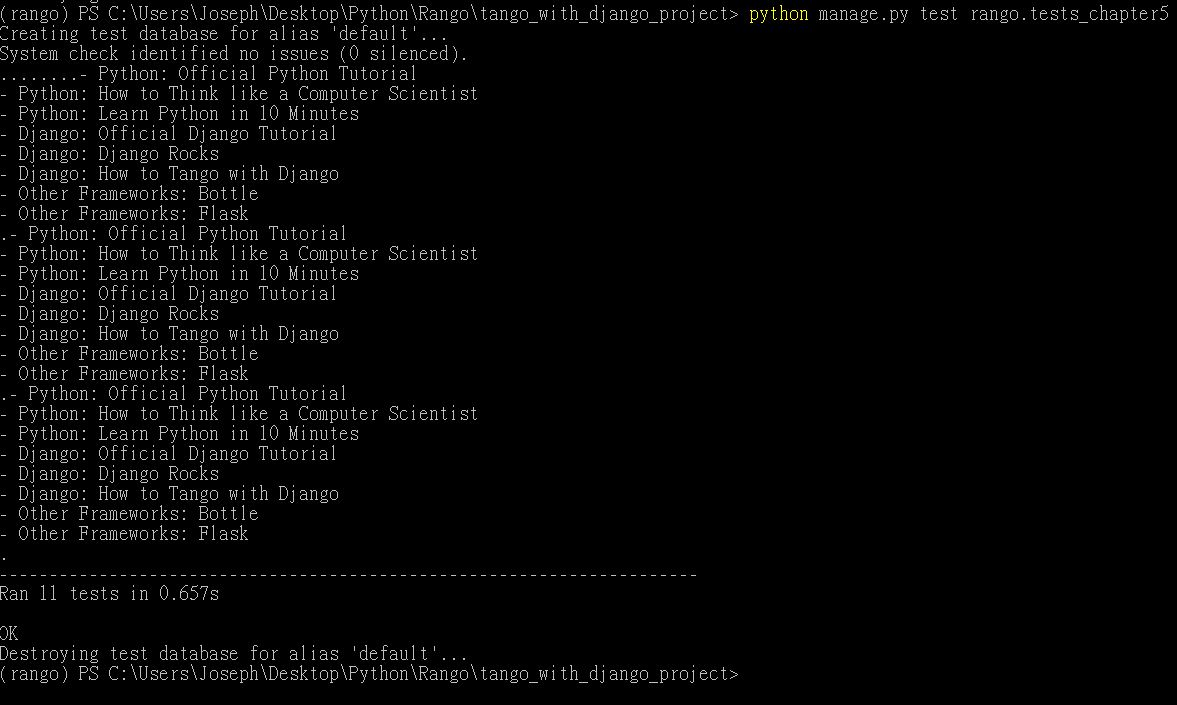 (rango) PS C:\Users\Joseph\Desktop\Python\Rango\tango_with_django_project> python manage.py test rango.tests_chapter5
Creating test database for alias 'default'...
System check identified no issues (0 silenced).
........- Python: Official Python Tutorial
- Python: How to Think like a Computer Scientist
- Python: Learn Python in 10 Minutes
- Django: Official Django Tutorial
- Django: Django Rocks
- Django: How to Tango with Django
- Other Frameworks: Bottle
- Other Frameworks: Flask
.- Python: Official Python Tutorial
- Python: How to Think like a Computer Scientist
- Python: Learn Python in 10 Minutes
- Django: Official Django Tutorial
- Django: Django Rocks
- Django: How to Tango with Django
- Other Frameworks: Bottle
- Other Frameworks: Flask
.- Python: Official Python Tutorial
- Python: How to Think like a Computer Scientist
- Python: Learn Python in 10 Minutes
- Django: Official Django Tutorial
- Django: Django Rocks
- Django: How to Tango with Django
- Other Frameworks: Bottle
- Other Frameworks: Flask
.
----------------------------------------------------------------------
Ran 11 tests in 0.657s
OK
Destroying test database for alias 'default'...
(rango) PS C:\Users\Joseph\Desktop\Python\Rango\tango_with_django_project>